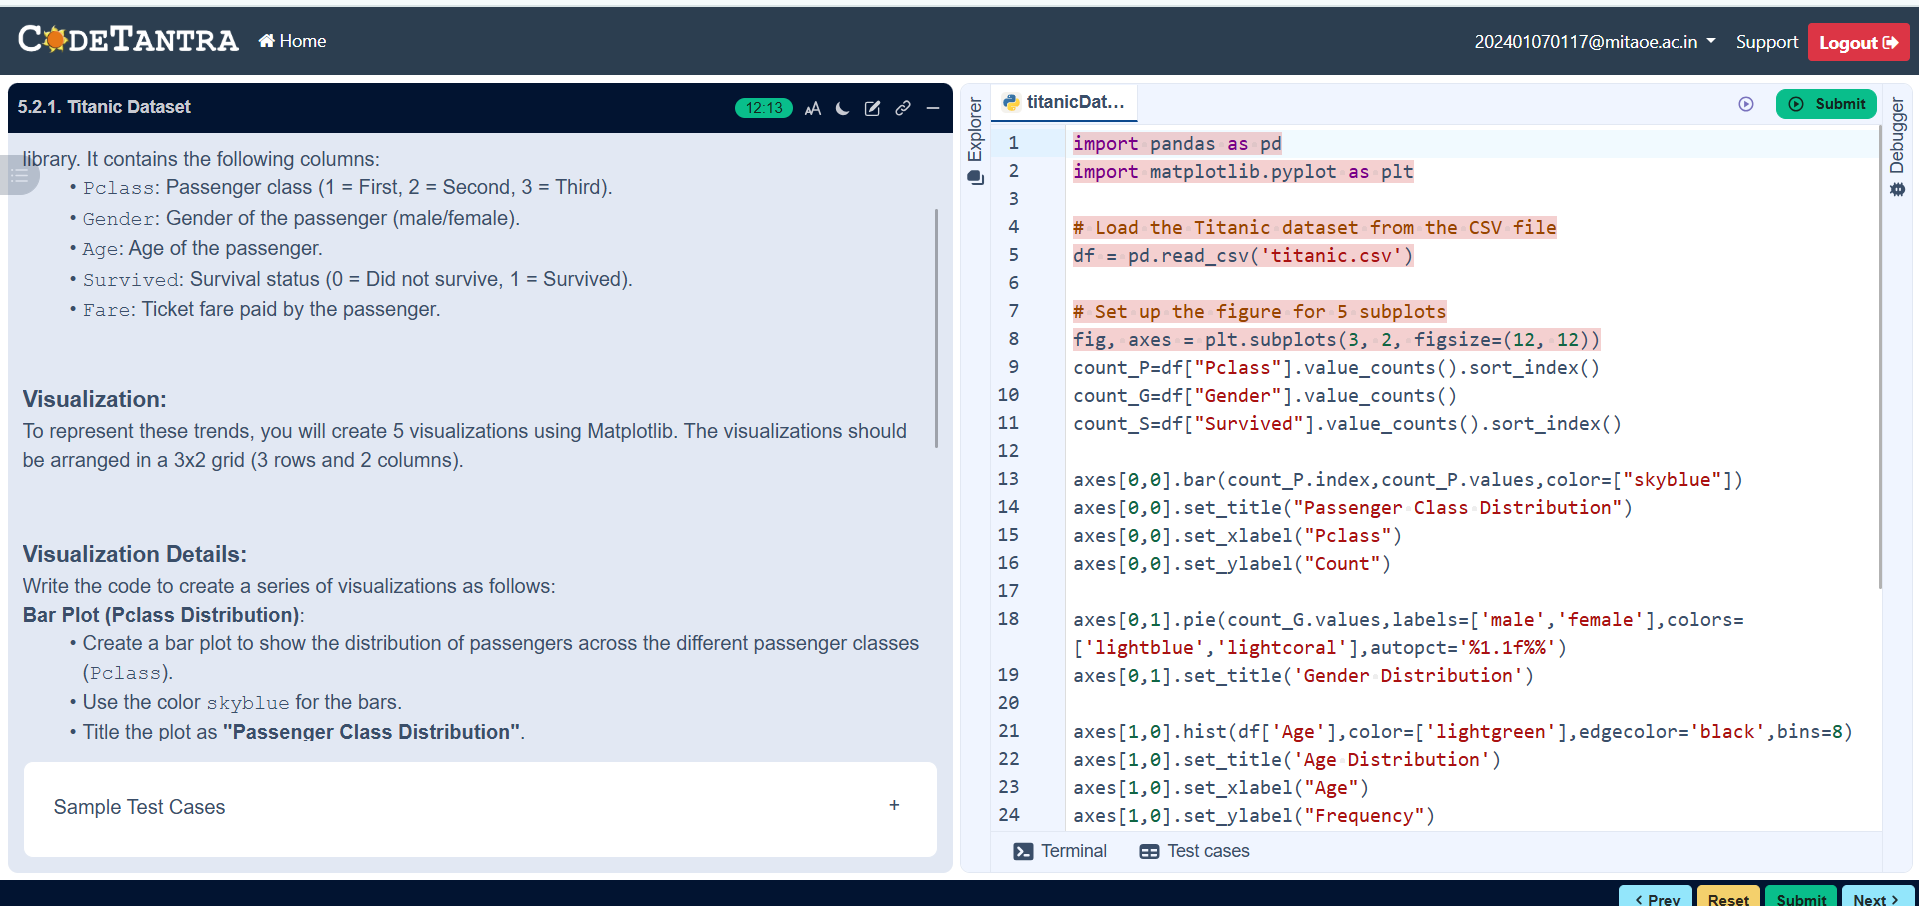 CODETANTRA
Home
202401070117@mitaoe.ac.in
Support
Logout
5.2.1. Titanic Dataset
12:13
library. It contains the following columns:
• Pclass: Passenger class (1 = First, 2 = Second, 3 = Third).
• Gender: Gender of the passenger (male/female).
• Age: Age of the passenger.
• Survived: Survival status (0 = Did not survive, 1 = Survived).
• Fare: Ticket fare paid by the passenger.
Visualization:
To represent these trends, you will create 5 visualizations using Matplotlib. The visualizations should
be arranged in a 3x2 grid (3 rows and 2 columns).
Visualization Details:
Write the code to create a series of visualizations as follows:
Bar Plot (Pclass Distribution):
• Create a bar plot to show the distribution of passengers across the different passenger classes
(Pclass).
• Use the color skyblue for the bars.
• Title the plot as "Passenger Class Distribution".
Sample Test Cases
+
Explorer
titanicDat...
Submit
Debugger
1 import pandas as pd
2 import matplotlib.pyplot as plt
3
4 # Load the Titanic dataset from the CSV file
5 df = pd.read_csv('titanic.csv')
6
7 # Set up the figure for 5 subplots
8 fig, axes = plt.subplots(3, 2, figsize=(12, 12))
9 count_P=df["Pclass"].value_counts().sort_index()
10 count_G=df["Gender"].value_counts()
11 count_S=df["Survived"].value_counts().sort_index()
12
13 axes[0,0].bar(count_P.index,count_P.values,color=["skyblue"])
14 axes[0,0].set_title("Passenger Class Distribution")
15 axes[0,0].set_xlabel("Pclass")
16 axes[0,0].set_ylabel("Count")
17
18 axes[0,1].pie(count_G.values,labels=['male','female'],colors=
['lightblue','lightcoral'],autopct='%1.1f%%')
19 axes[0,1].set_title('Gender Distribution')
20
21 axes[1,0].hist(df['Age'],color=['lightgreen'],edgecolor='black',bins=8)
22 axes[1,0].set_title('Age Distribution')
23 axes[1,0].set_xlabel("Age")
24 axes[1,0].set_ylabel("Frequency")
Terminal
Test cases
< Prev
Reset
Submit
Next >